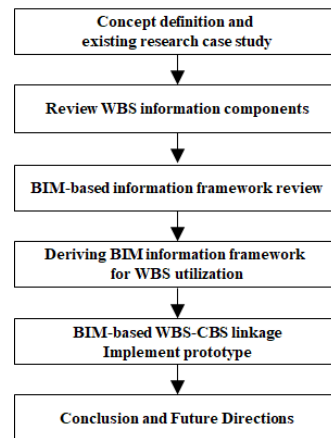 Concept definition and
existing research case study
Review WBS information components
BIM-based information framework review
Deriving BIM information framework
for WBS utilization
BIM-based WBS-CBS linkage
Implement prototype
Conclusion and Future Directions